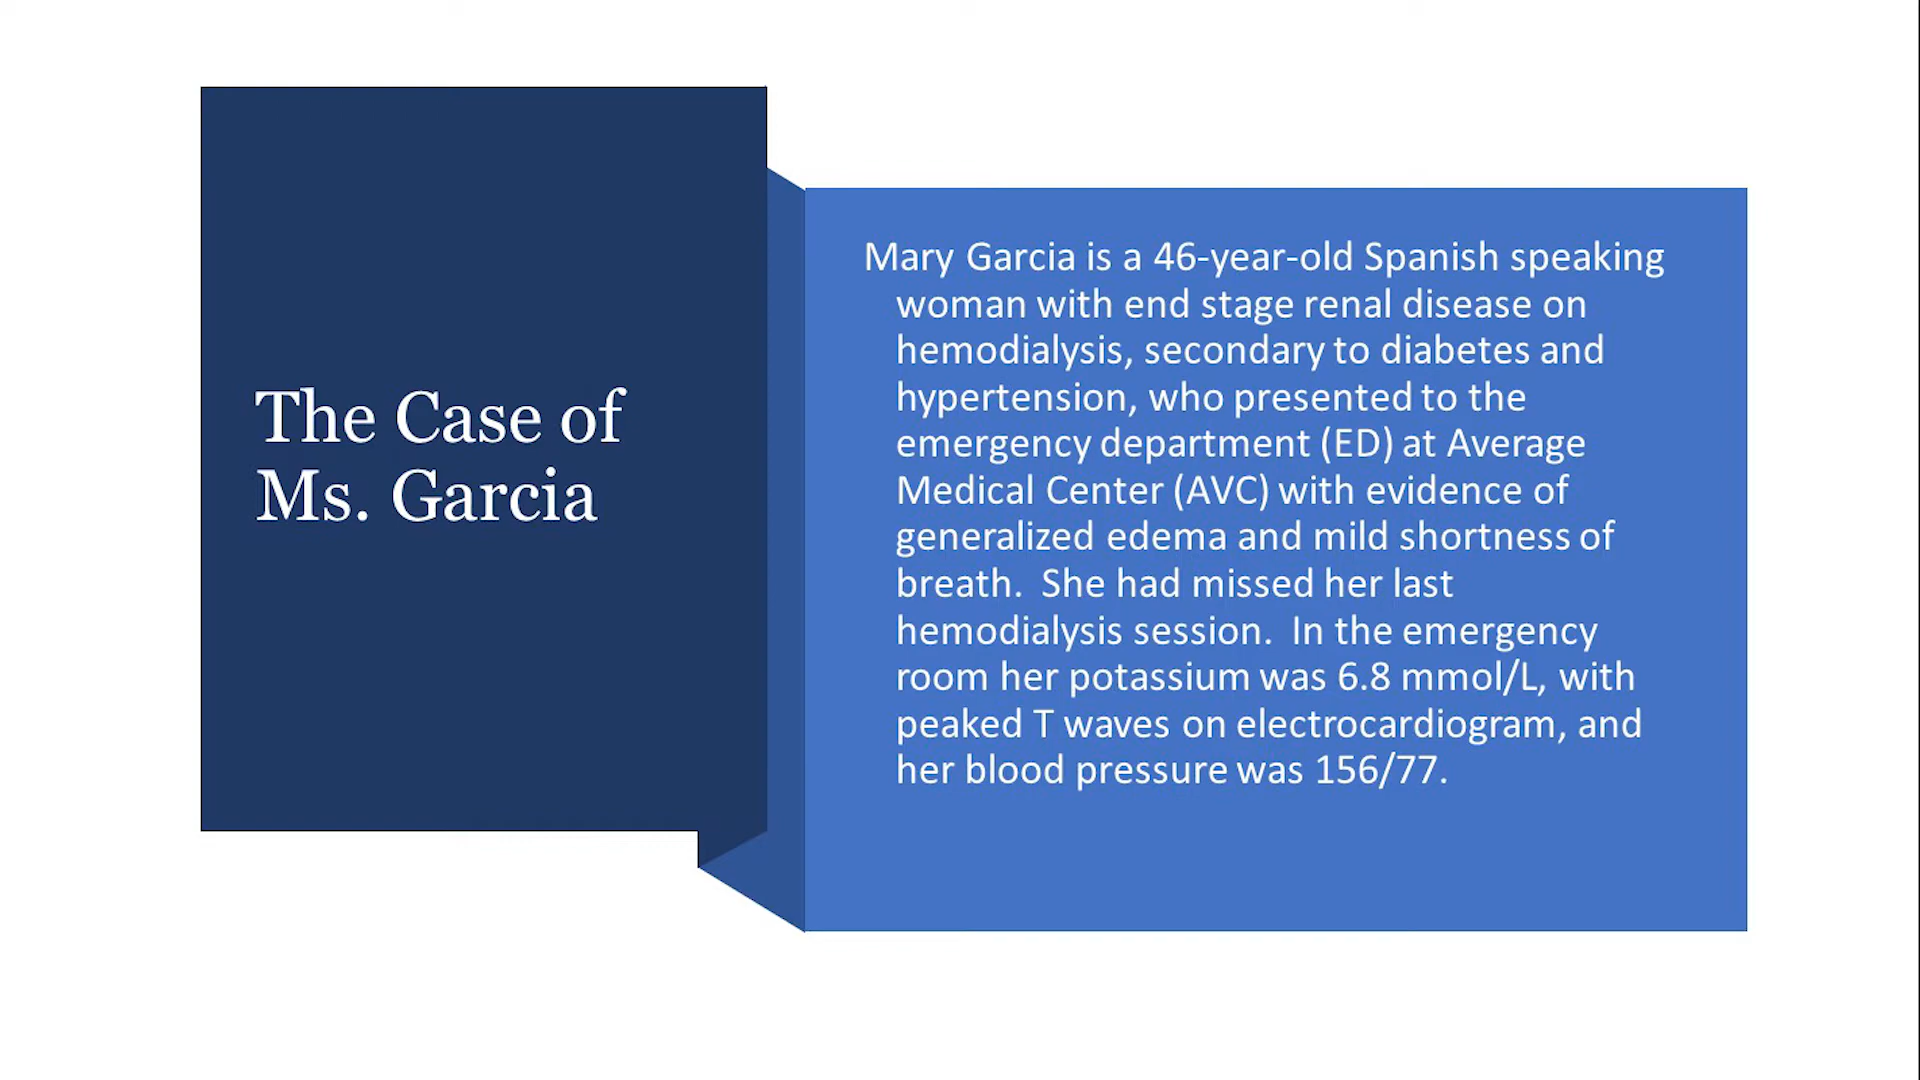 The Case of
Ms. Garcia
Mary Garcia is a 46-year-old Spanish speaking
woman with end stage renal disease on
hemodialysis, secondary to diabetes and
hypertension, who presented to the
emergency department (ED) at Average
Medical Center (AVC) with evidence of
generalized edema and mild shortness of
breath.  She had missed her last
hemodialysis session.  In the emergency
room her potassium was 6.8 mmol/L, with
peaked T waves on electrocardiogram, and
her blood pressure was 156/77.